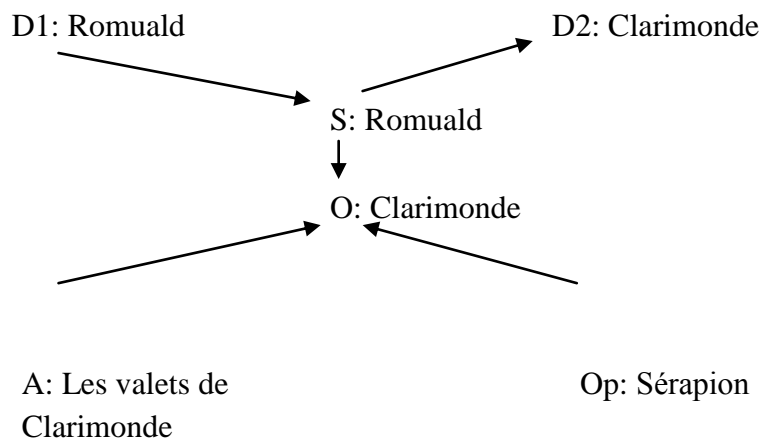 D1: Romuald
D2: Clarimonde
S: Romuald
O: Clarimonde
A: Les valets de
Clarimonde
Op: Sérapion